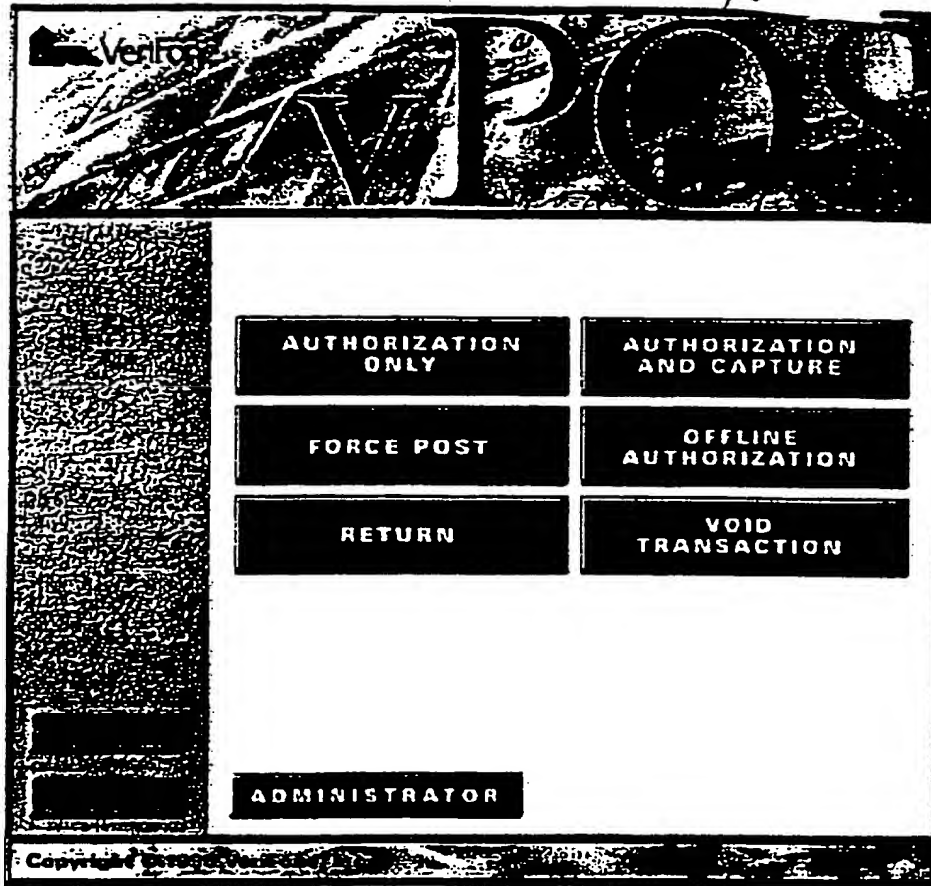 VeriFone
vPOS
AUTHORIZATION
ONLY
AUTHORIZATION
AND CAPTURE
FORCE POST
OFFLINE
AUTHORIZATION
RETURN
VOID
TRANSACTION
ADMINISTRATOR
Copyright